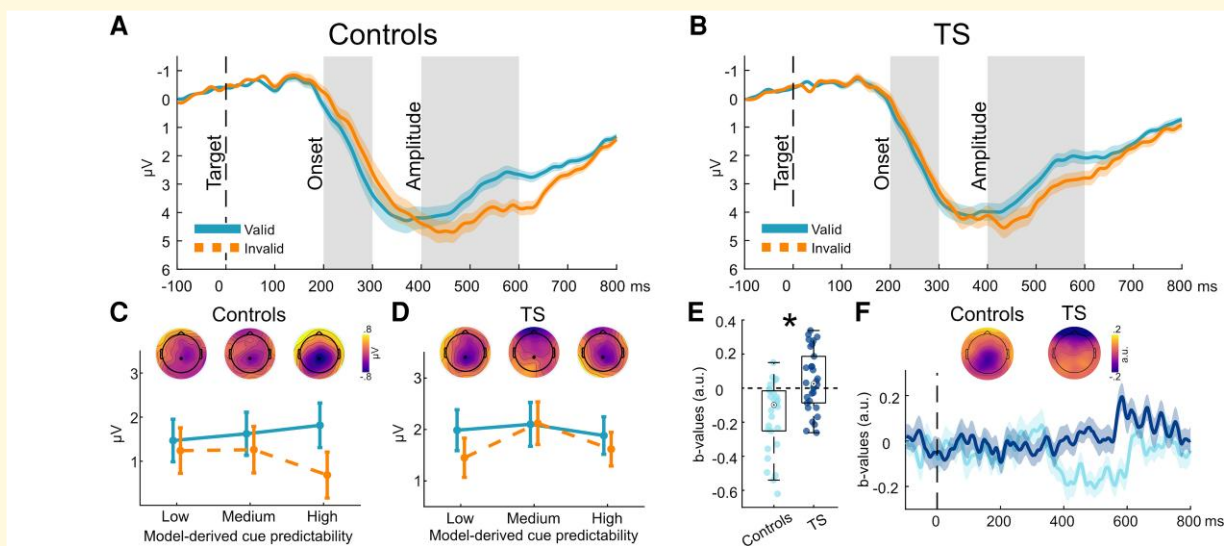 A
Controls
-1
0
1
2
3
4
5
6
µV
Target
Onset
Amplitude
Valid
Invalid
-100 0 100 200 300 400 500 600 700 800 ms
B
TS
-1
0
1
2
3
4
5
6
µV
Target
Onset
Amplitude
Valid
Invalid
-100 0 100 200 300 400 500 600 700 800 ms
C
Controls
.8
µV
-.8
3
2
1
µV
Low Medium High
Model-derived cue predictability
D
TS
.8
µV
-.8
3
2
1
µV
Low Medium High
Model-derived cue predictability
E
*
0.4
0.2
0
-0.2
-0.4
-0.6
b-values (a.u.)
Controls TS
F
Controls TS
.2
a.u.
-.2
0.2
0
-0.2
b-values (a.u.)
0 200 400 600 800 ms